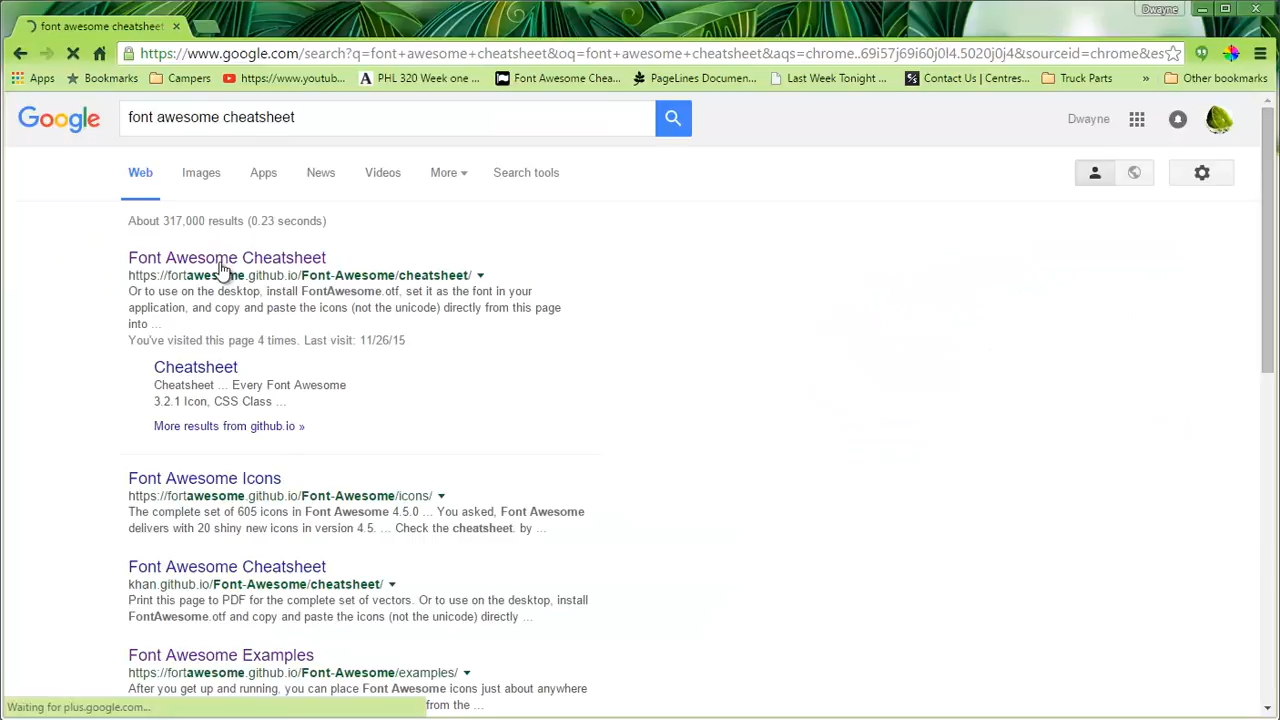 Dwayne
font awesome cheatsheet
https://www.google.com/search?q=font+awesome+cheatsheet&oq=font+awesome+cheatsheet&aqs=chrome..69i57j69i60j0l4.5020j0j4&sourceid=chrome&es
Apps Bookmarks Campers https://www.youtub... PHL 320 Week one ... Font Awesome Chea... PageLines Documen... Last Week Tonight ... Contact Us | Centres... Truck Parts » Other bookmarks
Google font awesome cheatsheet Dwayne
Web Images Apps News Videos More Search tools
About 317,000 results (0.23 seconds)
Font Awesome Cheatsheet
https://fortawesome.github.io/Font-Awesome/cheatsheet/
Or to use on the desktop, install FontAwesome.otf, set it as the font in your
application, and copy and paste the icons (not the unicode) directly from this page
into ...
You've visited this page 4 times. Last visit: 11/26/15
Cheatsheet
Cheatsheet ... Every Font Awesome
3.2.1 Icon, CSS Class ...
More results from github.io »
Font Awesome Icons
https://fortawesome.github.io/Font-Awesome/icons/
The complete set of 605 icons in Font Awesome 4.5.0 ... You asked, Font Awesome
delivers with 20 shiny new icons in version 4.5. ... Check the cheatsheet. by ...
Font Awesome Cheatsheet
khan.github.io/Font-Awesome/cheatsheet/
Print this page to PDF for the complete set of vectors. Or to use on the desktop, install
FontAwesome.otf and copy and paste the icons (not the unicode) directly ...
Font Awesome Examples
https://fortawesome.github.io/Font-Awesome/examples/
After you get up and running, you can place Font Awesome icons just about anywhere
from the ...
Waiting for plus.google.com...